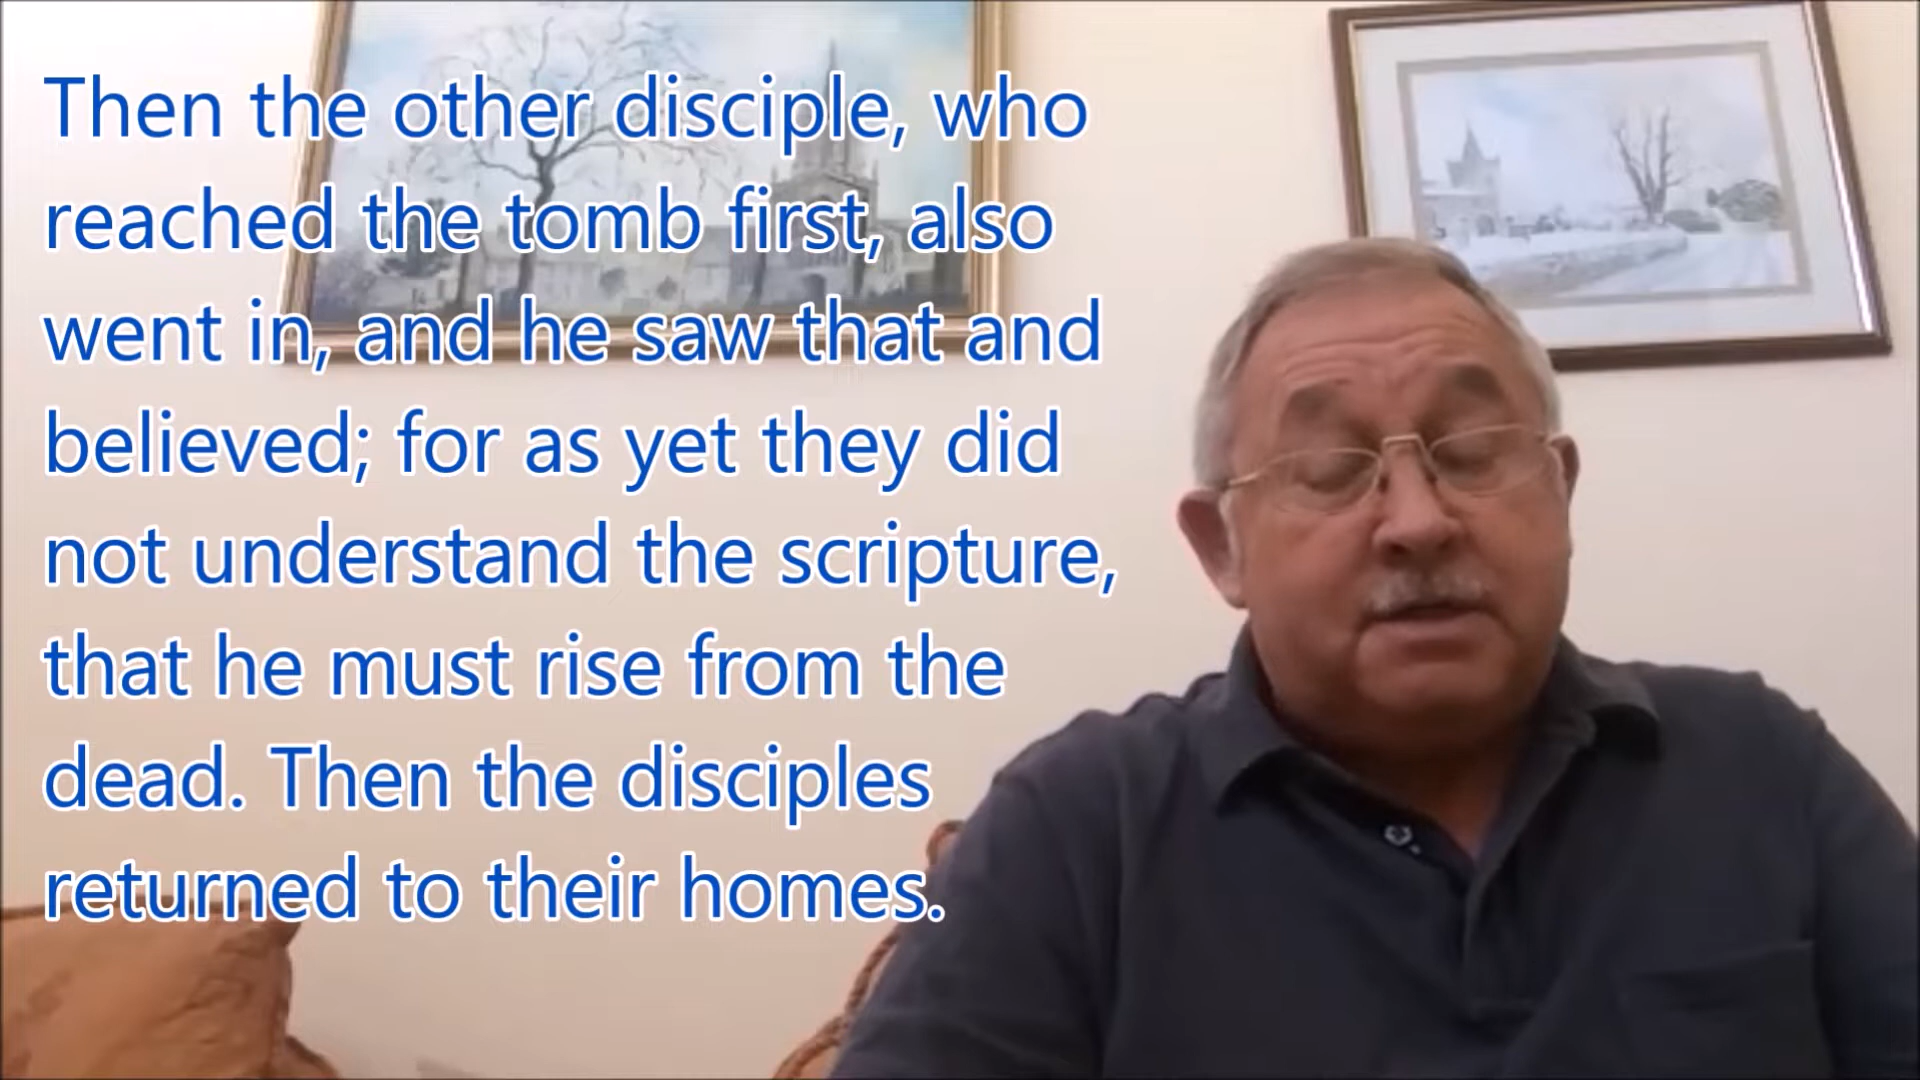 Then the other disciple, who
reached the tomb first, also
went in, and he saw that and
believed; for as yet they did
not understand the scripture,
that he must rise from the
dead. Then the disciples
returned to their homes.